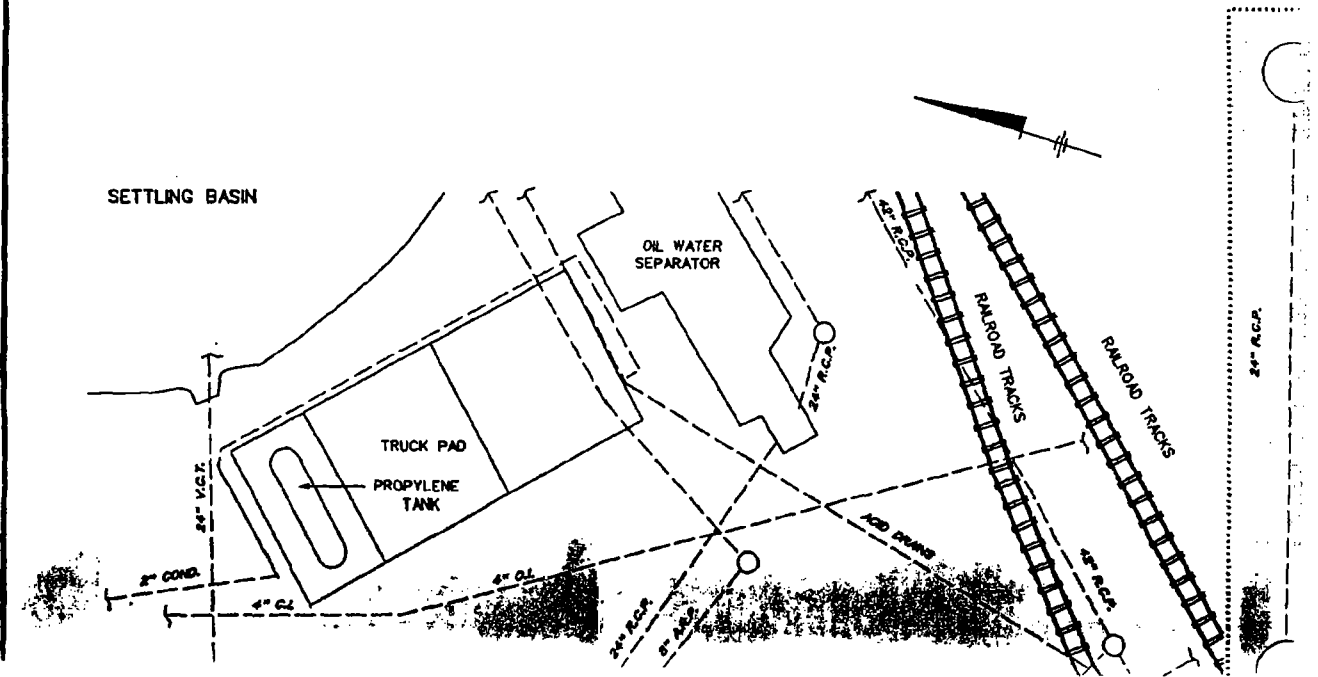 SETTLING BASIN
OIL WATER
SEPARATOR
42" R.C.P.
RAILROAD TRACKS
RAILROAD TRACKS
24" R.C.P.
24" R.C.P.
TRUCK PAD
PROPYLENE
TANK
24" V.C.T.
2" COND.
4" C.I.
4" C.I.
ACID DRAINS
42" R.C.P.
24" R.C.P.